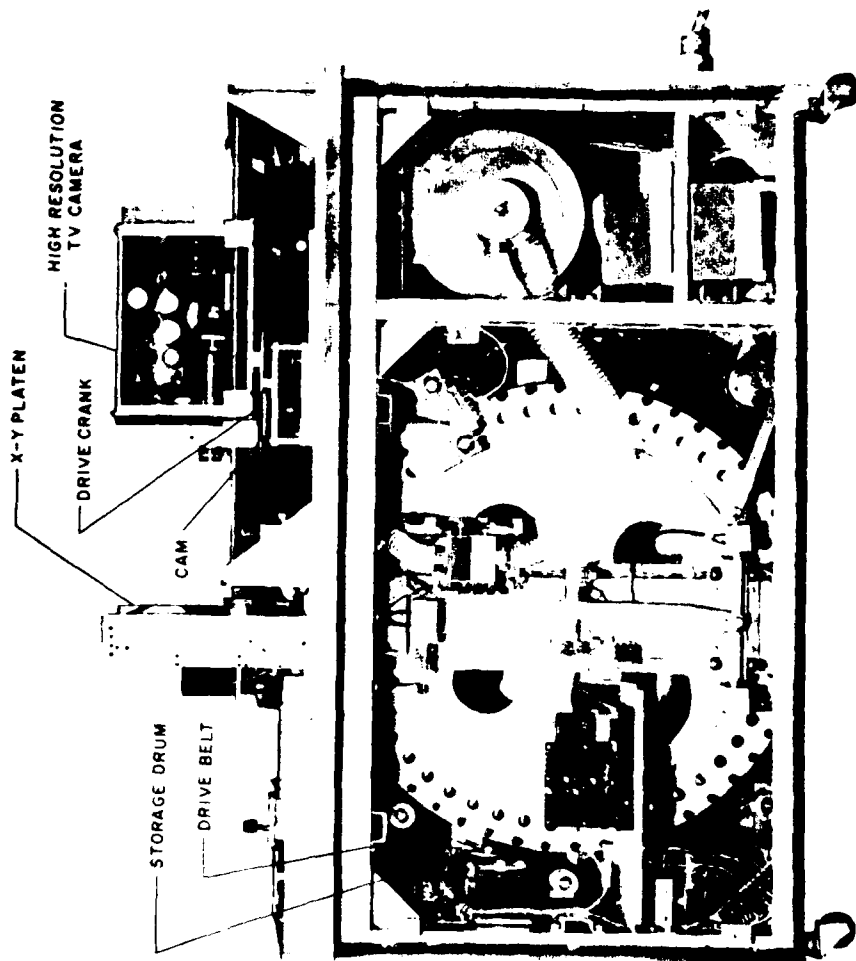 HIGH RESOLUTION
TV CAMERA
X-Y PLATEN
DRIVE CRANK
CAM
STORAGE DRUM
DRIVE BELT